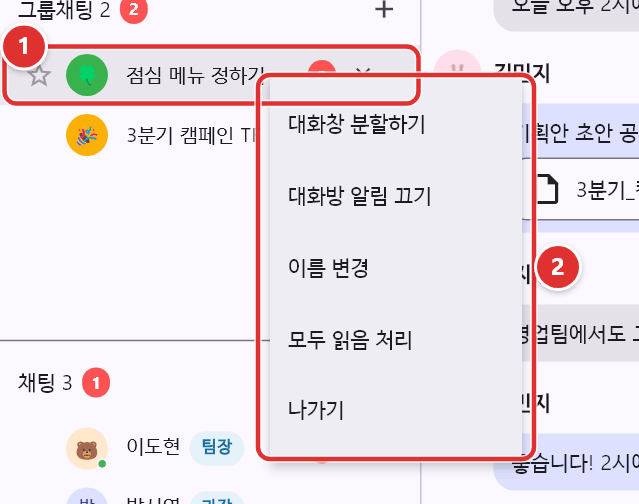 그룹채팅 2 2
오늘 오후 2시에
1
점심 메뉴 정하기
김민지
3분기 캠페인
대화창 분할하기
기획안 초안 공
대화방 알림 끄기
3분기_
이름 변경
2
모두 읽음 처리
영업팀에서도
채팅 3 1
나가기
민지
이도현 팀장
좋습니다! 2시에